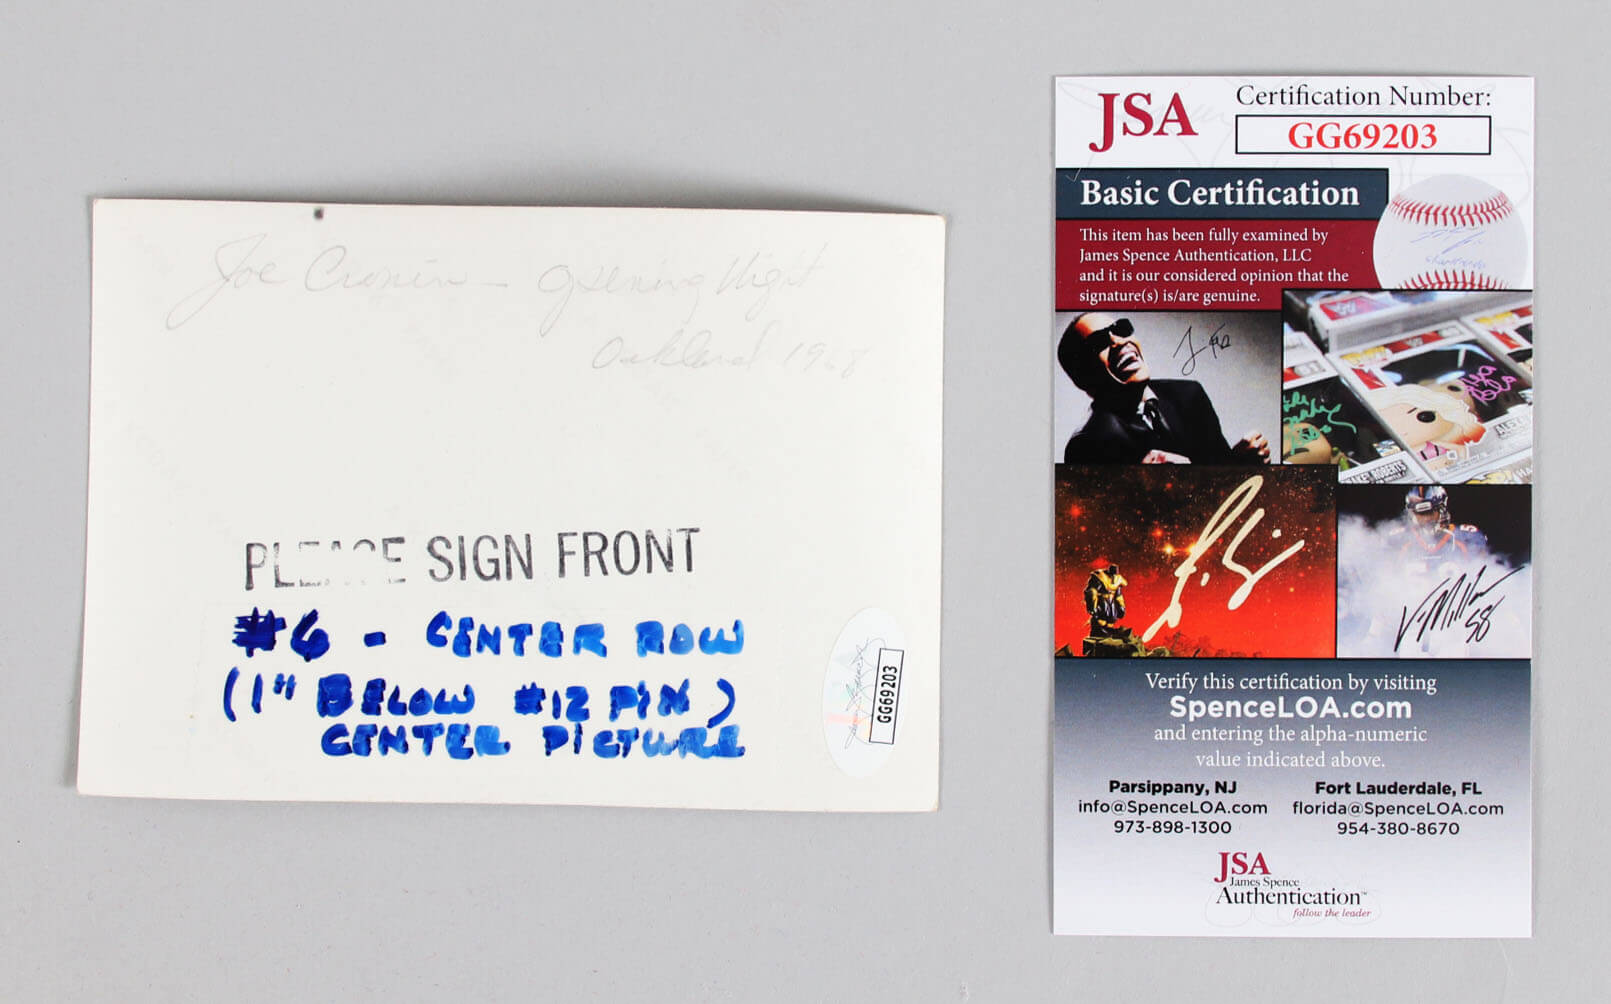 Joe Cronin - Opening Night
Oakland 1968
PLEASE SIGN FRONT
#6 - CENTER ROW
(1" BELOW #12 PIN)
CENTER PICTURE
GG69203
JSA
Certification Number:
GG69203
Basic Certification
This item has been fully examined by
James Spence Authentication, LLC
and it is our considered opinion that the
signature(s) is/are genuine.
Verify this certification by visiting
SpenceLOA.com
and entering the alpha-numeric
value indicated above.
Parsippany, NJ
info@SpenceLOA.com
973-898-1300
Fort Lauderdale, FL
florida@SpenceLOA.com
954-380-8670
JSA
James Spence
Authentication™
follow the leader